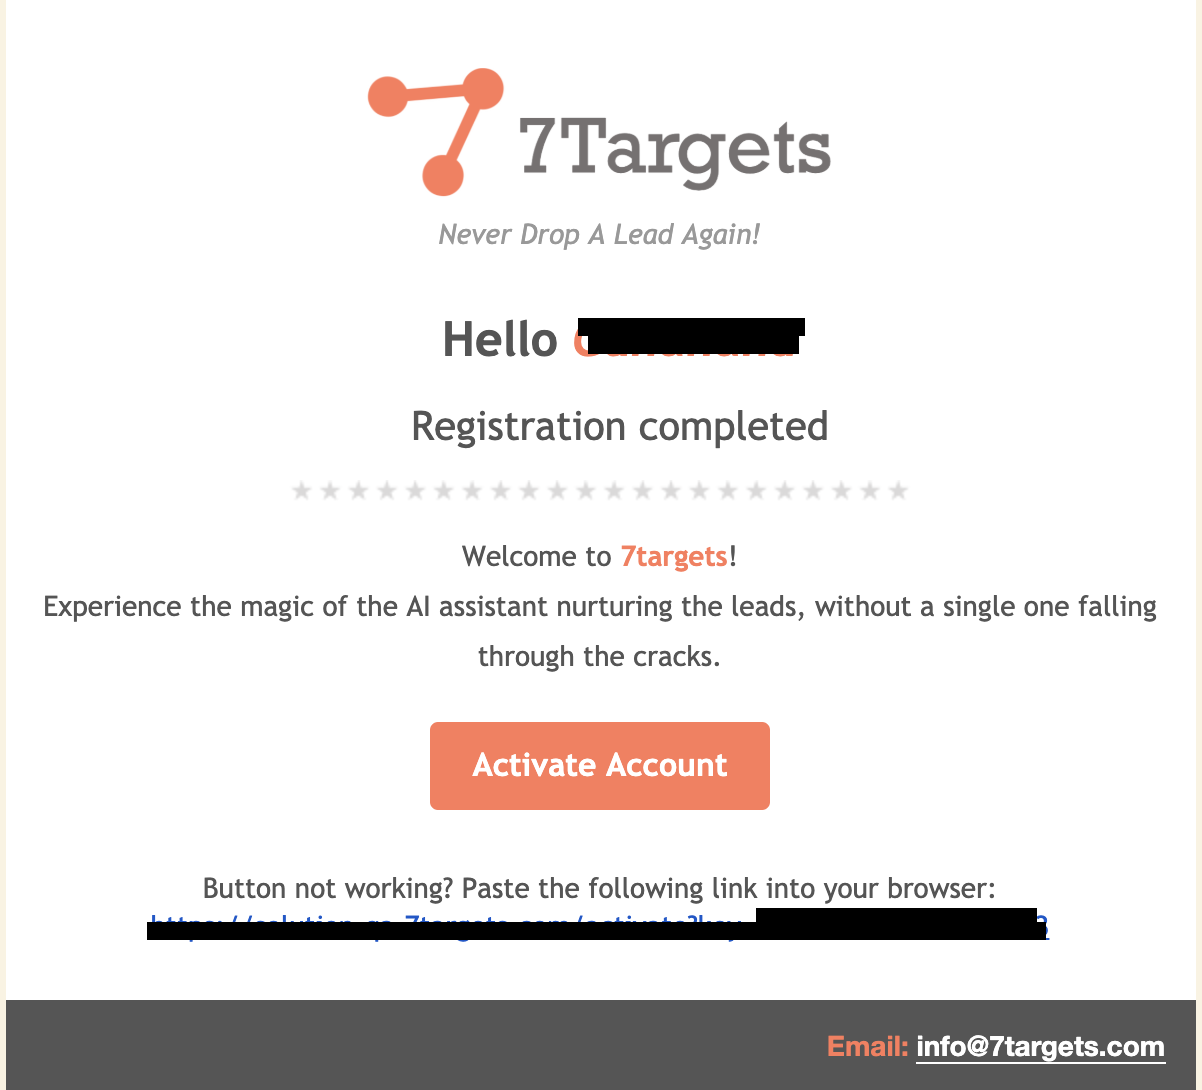 7Targets
Never Drop A Lead Again!
Hello
Registration completed
Welcome to 7targets!
Experience the magic of the AI assistant nurturing the leads, without a single one falling
through the cracks.
Activate Account
Button not working? Paste the following link into your browser:
Email: info@7targets.com